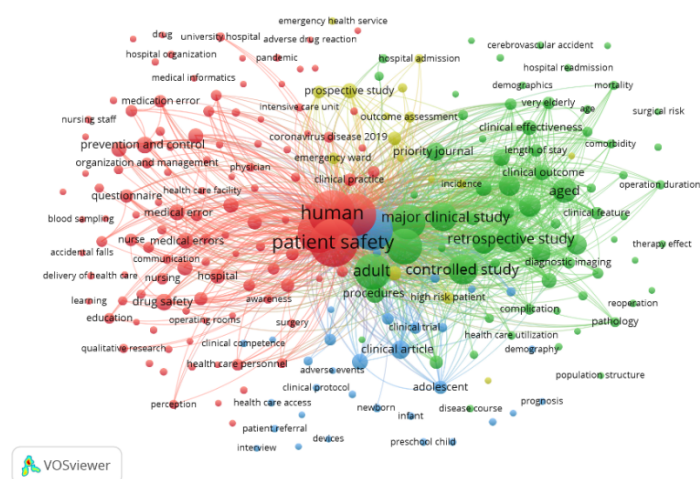 emergency health service
drug
university hospital
adverse drug reaction
cerebrovascular accident
hospital organization
pandemic
hospital admission
hospital readmission
medical informatics
demographics
mortality
prospective study
medication error
intensive care unit
very elderly
age
surgical risk
nursing staff
outcome assessment
clinical effectiveness
coronavirus disease 2019
prevention and control
priority journal
length of stay
comorbidity
emergency ward
organization and management
physician
clinical practice
clinical outcome
incidence
operation duration
questionnaire
health care facility
aged
human
medical error
major clinical study
clinical feature
blood sampling
nurse
medical errors
patient safety
retrospective study
therapy effect
accidental falls
communication
diagnostic imaging
delivery of health care
nursing
hospital
adult
controlled study
learning
drug safety
awareness
procedures
high risk patient
complication
reoperation
education
operating rooms
surgery
clinical trial
pathology
health care utilization
qualitative research
clinical competence
clinical article
demography
health care personnel
adverse events
population structure
clinical protocol
adolescent
perception
health care access
newborn
infant
disease course
prognosis
patient referral
devices
preschool child
interview
VOSviewer